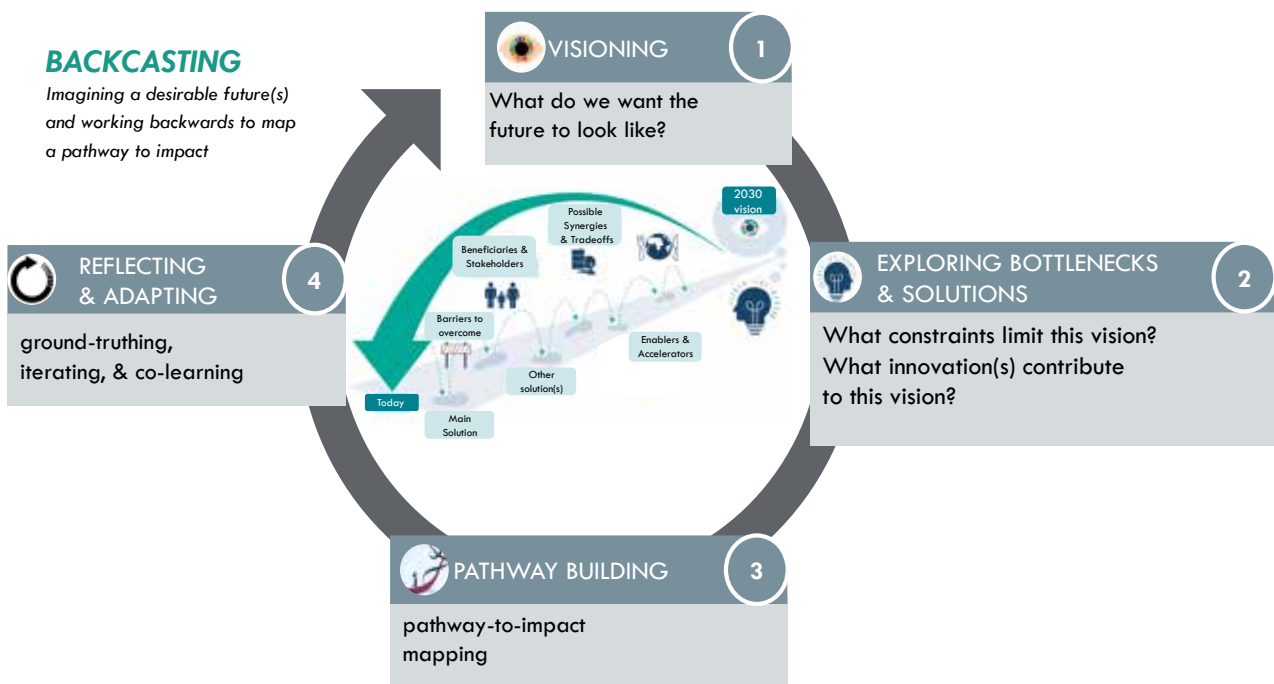 BACKCASTING
Imagining a desirable future(s)
and working backwards to map
a pathway to impact
VISIONING
1
What do we want the
future to look like?
EXPLORING BOTTLENECKS
& SOLUTIONS
2
What constraints limit this vision?
What innovation(s) contribute
to this vision?
PATHWAY BUILDING
3
pathway-to-impact
mapping
REFLECTING
& ADAPTING
4
ground-truthing,
iterating, & co-learning
2030
vision
Possible
Synergies
& Tradeoffs
Beneficiaries &
Stakeholders
Barriers to
overcome
Enablers &
Accelerators
Other
solution(s)
Today
Main
Solution